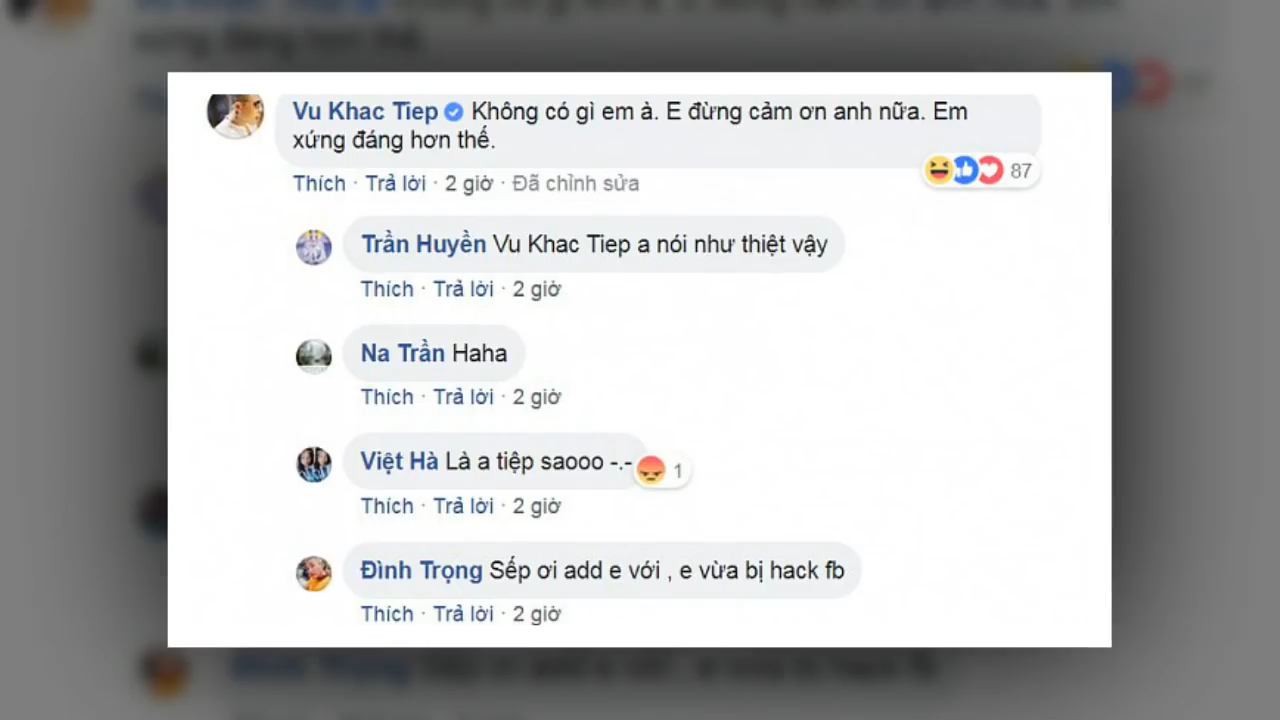 Vu Khac Tiep Không có gì em à. E đừng cảm ơn anh nữa. Em
xứng đáng hơn thế.
Thích · Trả lời · 2 giờ · Đã chỉnh sửa
87
Trần Huyền Vu Khac Tiep a nói như thiệt vậy
Thích · Trả lời · 2 giờ
Na Trần Haha
Thích · Trả lời · 2 giờ
Việt Hà Là a tiệp saooo -.-
1
Thích · Trả lời · 2 giờ
Đình Trọng Sếp ơi add e với , e vừa bị hack fb
Thích · Trả lời · 2 giờ